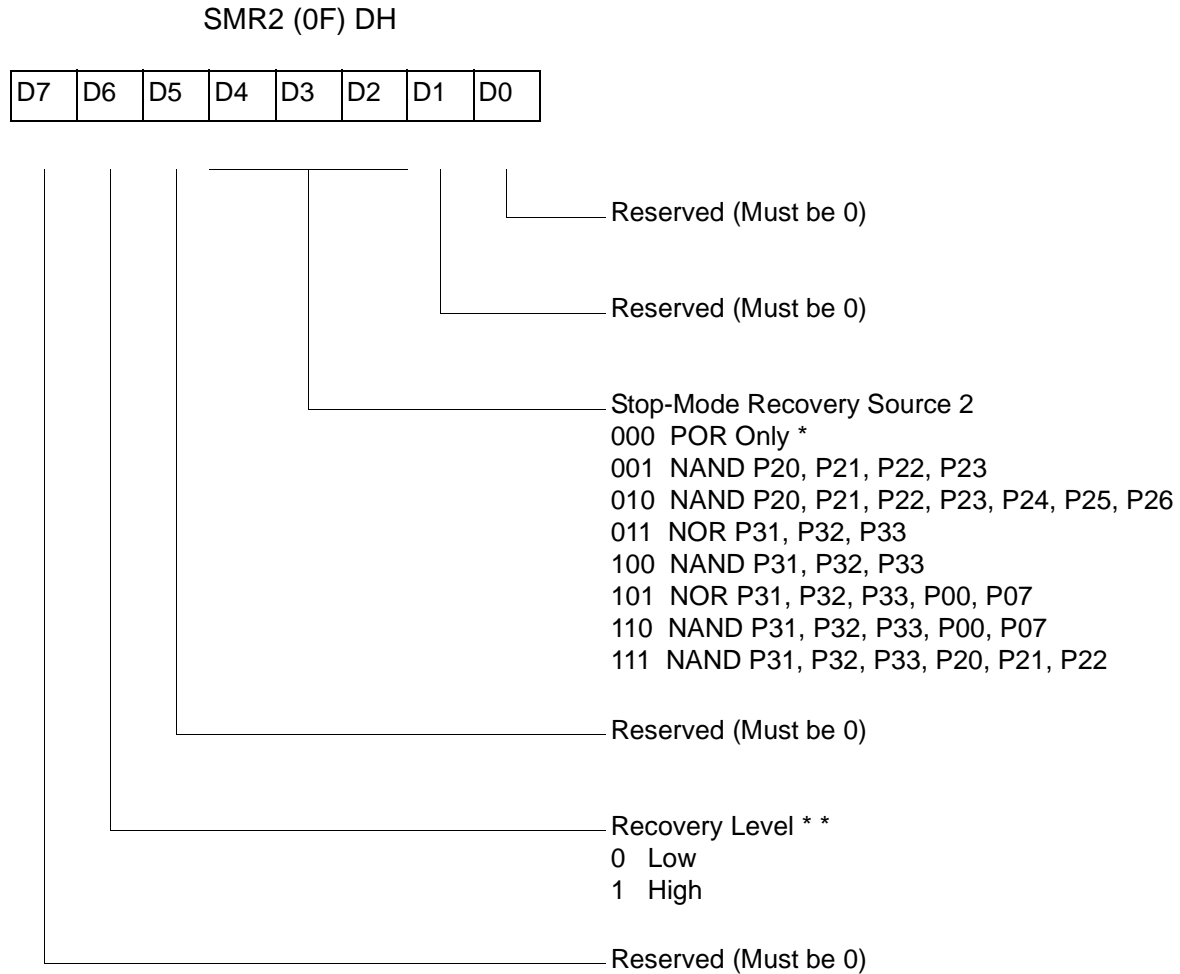 SMR2 (0F) DH
D7 D6 D5 D4 D3 D2 D1 D0
Reserved (Must be 0)
Reserved (Must be 0)
Stop-Mode Recovery Source 2
000 POR Only *
001 NAND P20, P21, P22, P23
010 NAND P20, P21, P22, P23, P24, P25, P26
011 NOR P31, P32, P33
100 NAND P31, P32, P33
101 NOR P31, P32, P33, P00, P07
110 NAND P31, P32, P33, P00, P07
111 NAND P31, P32, P33, P20, P21, P22
Reserved (Must be 0)
Recovery Level * *
0 Low
1 High
Reserved (Must be 0)